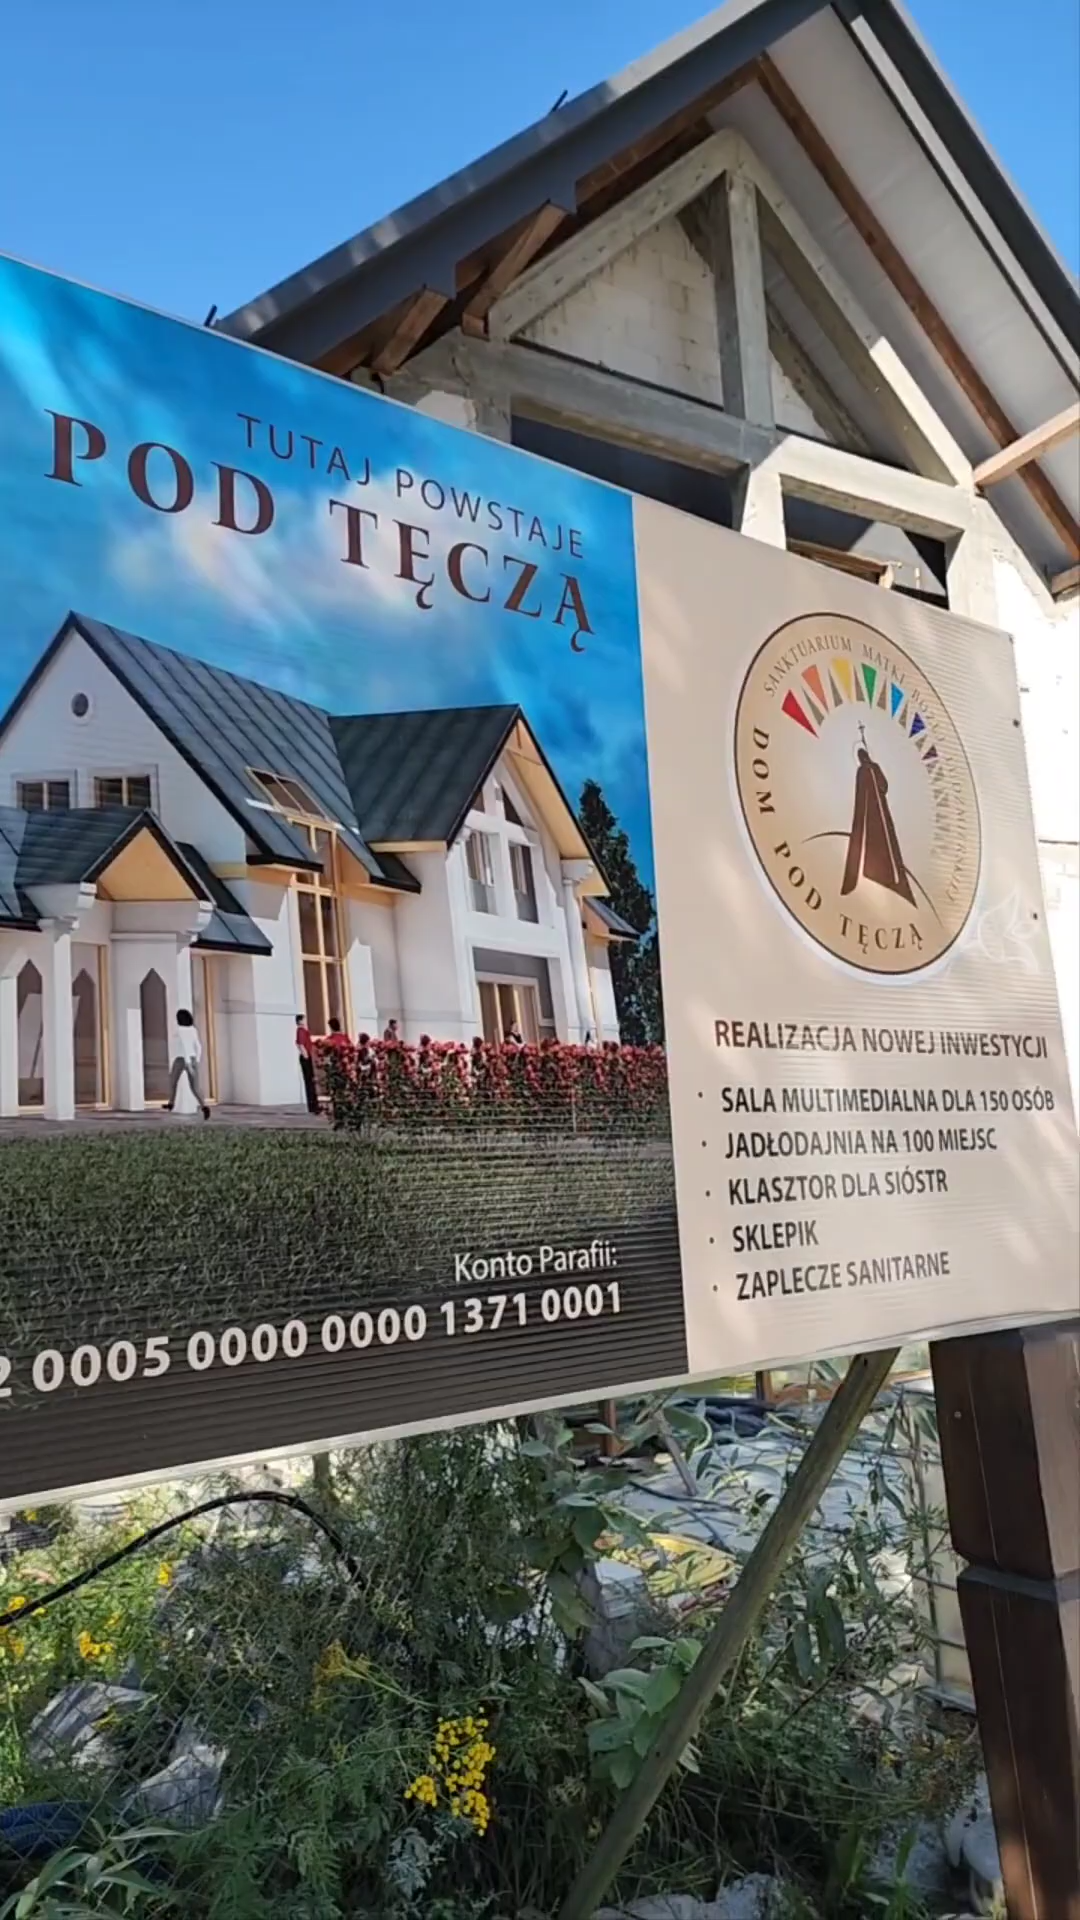 TUTAJ POWSTAJE
POD TĘCZĄ
Konto Parafii:
2 0005 0000 0000 1371 0001
SANKTUARIUM MATKI
DOM POD TĘCZĄ
REALIZACJA NOWEJ INWESTYCJI
· SALA MULTIMEDIALNA DLA 150 OSÓB
· JADŁODAJNIA NA 100 MIEJSC
· KLASZTOR DLA SIÓSTR
· SKLEPIK
· ZAPLECZE SANITARNE